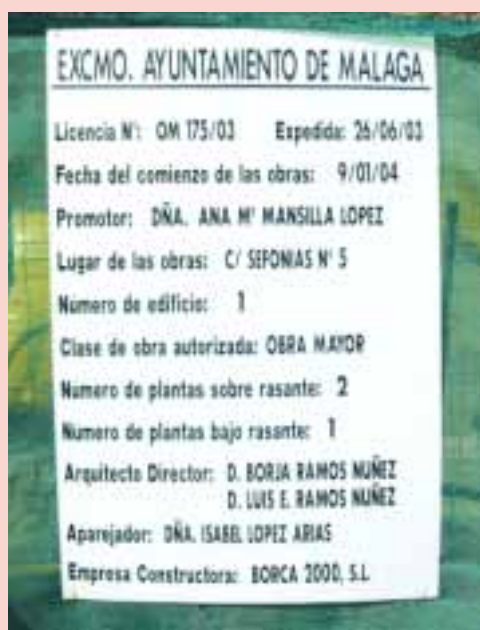 EXCMO. AYUNTAMIENTO DE MALAGA
Licencia Nº: OM 175/03 Expedida: 26/06/03
Fecha del comienzo de las obras: 9/01/04
Promotor: DÑA. ANA Mª MANSILLA LOPEZ
Lugar de las obras: C/ SEFONIAS Nº 5
Número de edificio: 1
Clase de obra autorizada: OBRA MAYOR
Número de plantas sobre rasante: 2
Número de plantas bajo rasante: 1
Arquitecto Director: D. BORJA RAMOS NUÑEZ
D. LUIS E. RAMOS NUÑEZ
Aparejador: DÑA. ISABEL LOPEZ ARIAS
Empresa Constructora: BORCA 2000, S.L